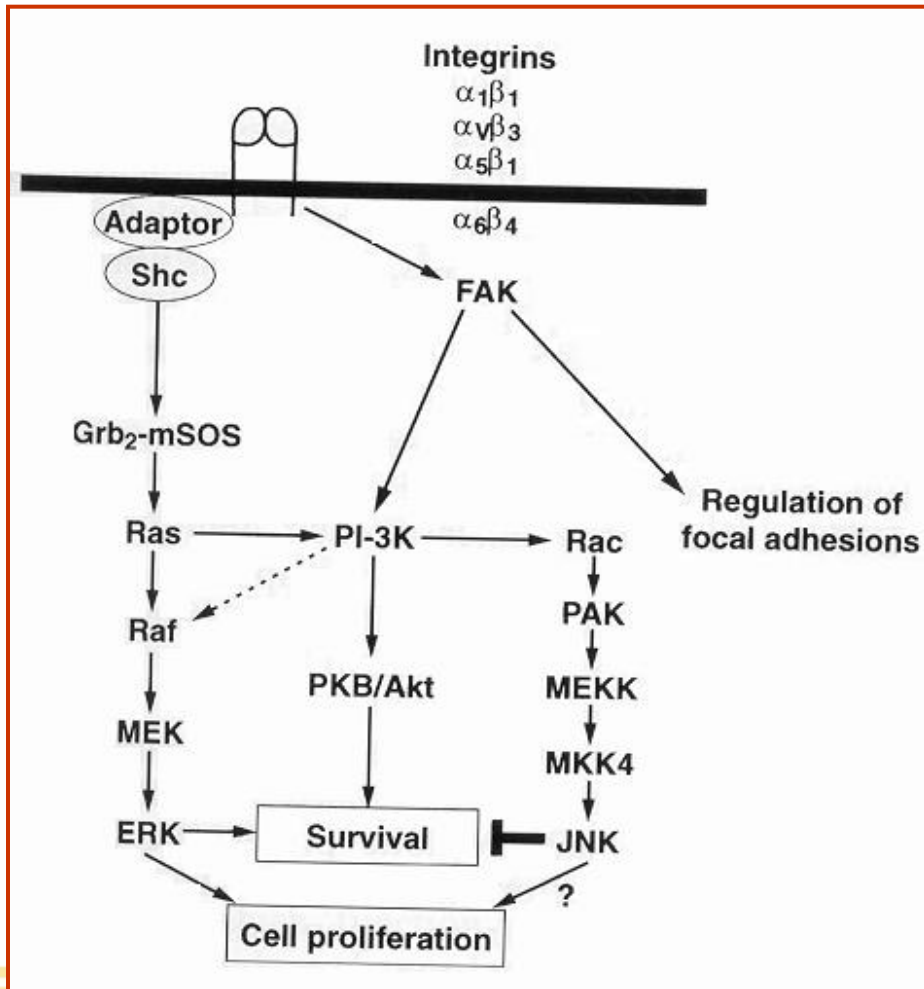 Integrins
α1β1
αvβ3
α5β1
α6β4
Adaptor
Shc
FAK
Grb2-mSOS
Regulation of
focal adhesions
Ras
PI-3K
Rac
Raf
PAK
PKB/Akt
MEKK
MEK
MKK4
ERK
Survival
JNK
?
Cell proliferation